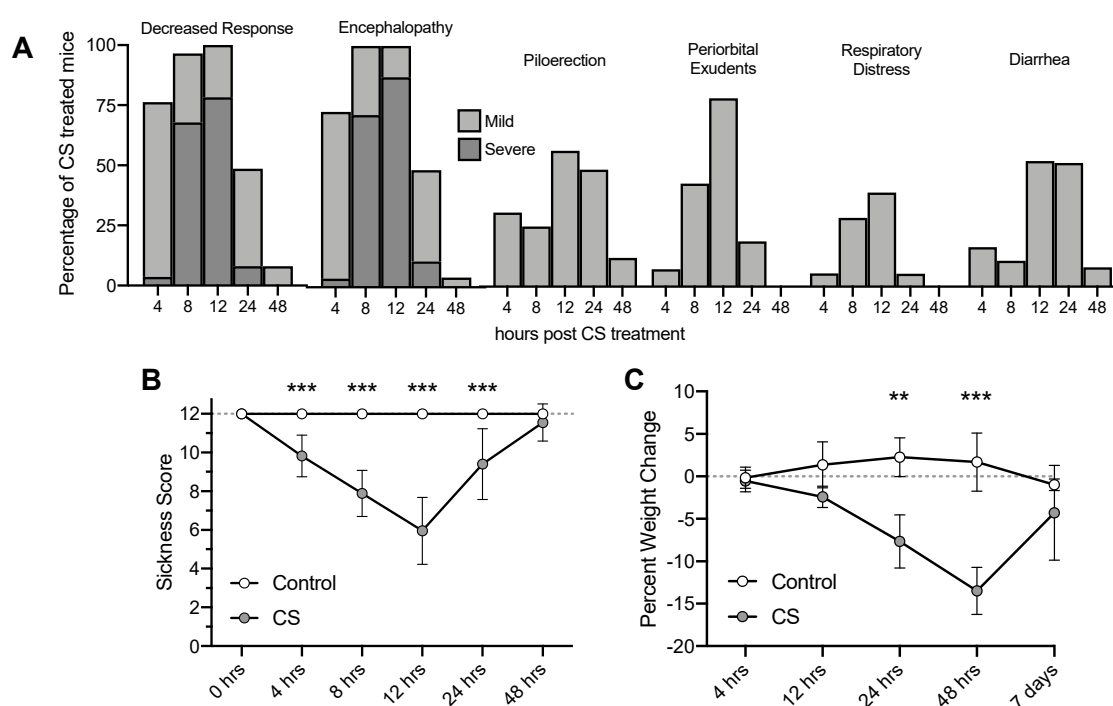 A
Decreased Response
Encephalopathy
Piloerection
Periorbital
Exudents
Respiratory
Distress
Diarrhea
Percentage of CS treated mice
100
75
50
25
0
Mild
Severe
4 8 12 24 48
4 8 12 24 48
4 8 12 24 48
4 8 12 24 48
4 8 12 24 48
4 8 12 24 48
hours post CS treatment
B
*** *** *** ***
Sickness Score
12
10
8
6
4
2
0
Control
CS
0 hrs 4 hrs 8 hrs 12 hrs 24 hrs 48 hrs
C
** ***
Percent Weight Change
10
5
0
-5
-10
-15
-20
Control
CS
4 hrs 12 hrs 24 hrs 48 hrs 7 days